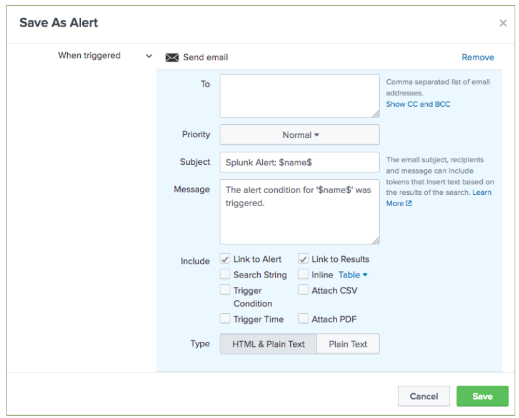 Save As Alert
×
When triggered
Send email
Remove
To
Comma separated list of email
addresses.
Show CC and BCC
Priority
Normal
Subject
Splunk Alert: $name$
The email subject, recipients
and message can include
tokens that insert text based on
the results of the search. Learn
More
Message
The alert condition for '$name$' was
triggered.
Include
Link to Alert
Link to Results
Search String
Inline Table
Trigger
Condition
Attach CSV
Trigger Time
Attach PDF
Type
HTML & Plain Text
Plain Text
Cancel
Save